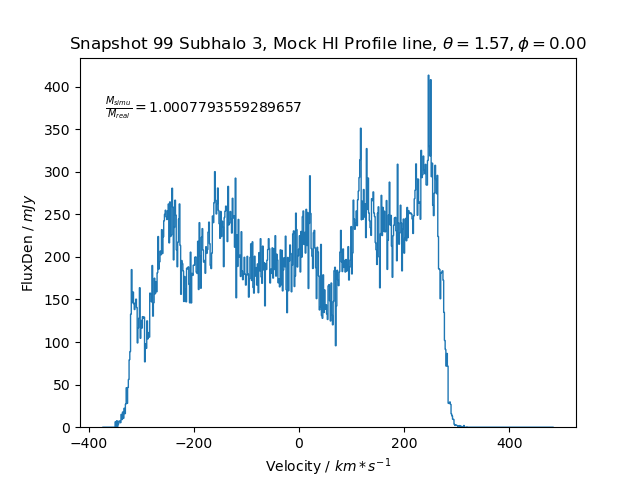 Snapshot 99 Subhalo 3, Mock HI Profile line, θ = 1.57, ϕ = 0.00
M_simu/M_real = 1.0007793559289657
FluxDen / mJy
400
350
300
250
200
150
100
50
0
−400 −200 0 200 400
Velocity / km * s^−1